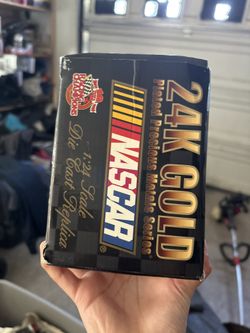 24K GOLD
Plated Precious Metals Series
NASCAR
®
1:24 Scale
Die Cast Replica